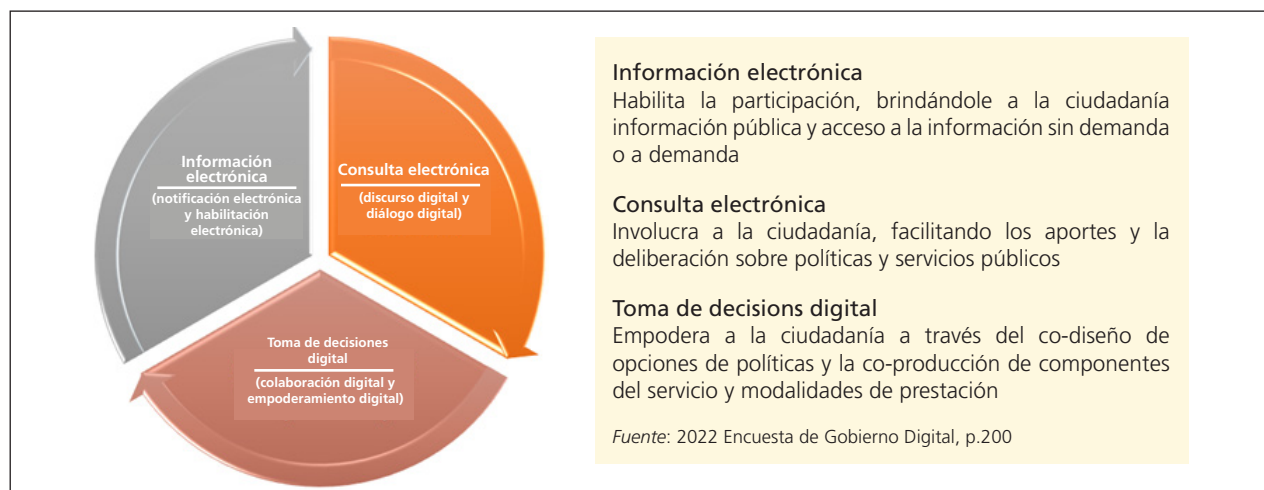 Información
electrónica
(notificación electrónica
y habilitación
electrónica)
Consulta electrónica
(discurso digital y
diálogo digital)
Toma de decisiones
digital
(colaboración digital y
empoderamiento digital)
Información electrónica
Habilita la participación, brindándole a la ciudadanía
información pública y acceso a la información sin demanda
o a demanda
Consulta electrónica
Involucra a la ciudadanía, facilitando los aportes y la
deliberación sobre políticas y servicios públicos
Toma de decisions digital
Empodera a la ciudadanía a través del co-diseño de
opciones de políticas y la co-producción de componentes
del servicio y modalidades de prestación
Fuente: 2022 Encuesta de Gobierno Digital, p.200